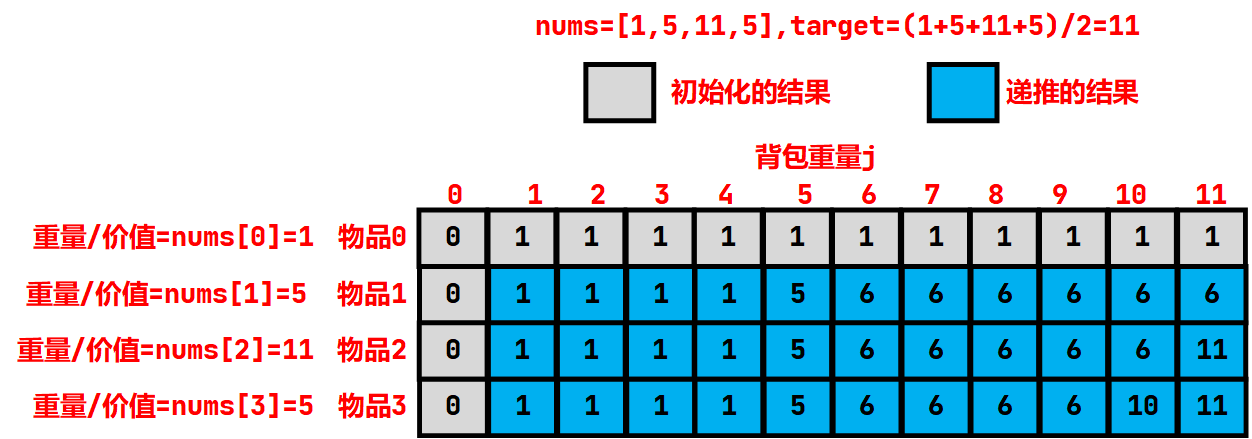 nums=[1,5,11,5],target=(1+5+11+5)/2=11
初始化的结果 递推的结果
背包重量j
0 1 2 3 4 5 6 7 8 9 10 11
重量/价值=nums[0]=1 物品0 0 1 1 1 1 1 1 1 1 1 1 1
重量/价值=nums[1]=5 物品1 0 1 1 1 1 5 6 6 6 6 6 6
重量/价值=nums[2]=11 物品2 0 1 1 1 1 5 6 6 6 6 6 11
重量/价值=nums[3]=5 物品3 0 1 1 1 1 5 6 6 6 6 10 11